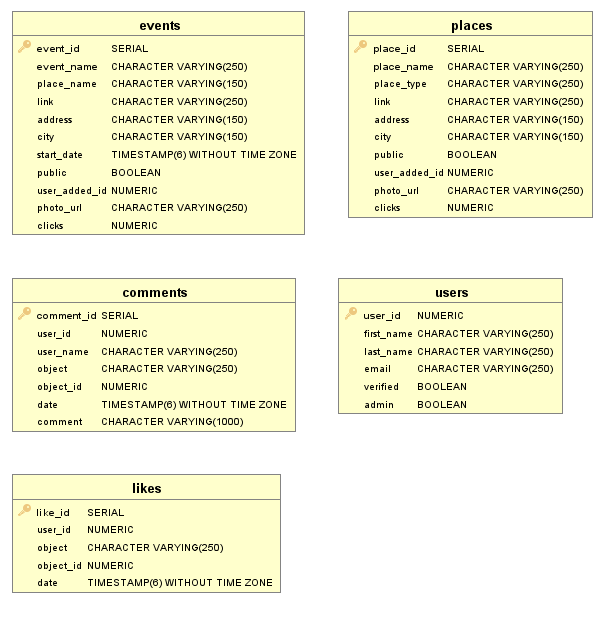 events
event_id SERIAL
event_name CHARACTER VARYING(250)
place_name CHARACTER VARYING(150)
link CHARACTER VARYING(250)
address CHARACTER VARYING(150)
city CHARACTER VARYING(150)
start_date TIMESTAMP(6) WITHOUT TIME ZONE
public BOOLEAN
user_added_id NUMERIC
photo_url CHARACTER VARYING(250)
clicks NUMERIC
places
place_id SERIAL
place_name CHARACTER VARYING(250)
place_type CHARACTER VARYING(250)
link CHARACTER VARYING(250)
address CHARACTER VARYING(150)
city CHARACTER VARYING(150)
public BOOLEAN
user_added_id NUMERIC
photo_url CHARACTER VARYING(250)
clicks NUMERIC
comments
comment_id SERIAL
user_id NUMERIC
user_name CHARACTER VARYING(250)
object CHARACTER VARYING(250)
object_id NUMERIC
date TIMESTAMP(6) WITHOUT TIME ZONE
comment CHARACTER VARYING(1000)
users
user_id NUMERIC
first_name CHARACTER VARYING(250)
last_name CHARACTER VARYING(250)
email CHARACTER VARYING(250)
verified BOOLEAN
admin BOOLEAN
likes
like_id SERIAL
user_id NUMERIC
object CHARACTER VARYING(250)
object_id NUMERIC
date TIMESTAMP(6) WITHOUT TIME ZONE